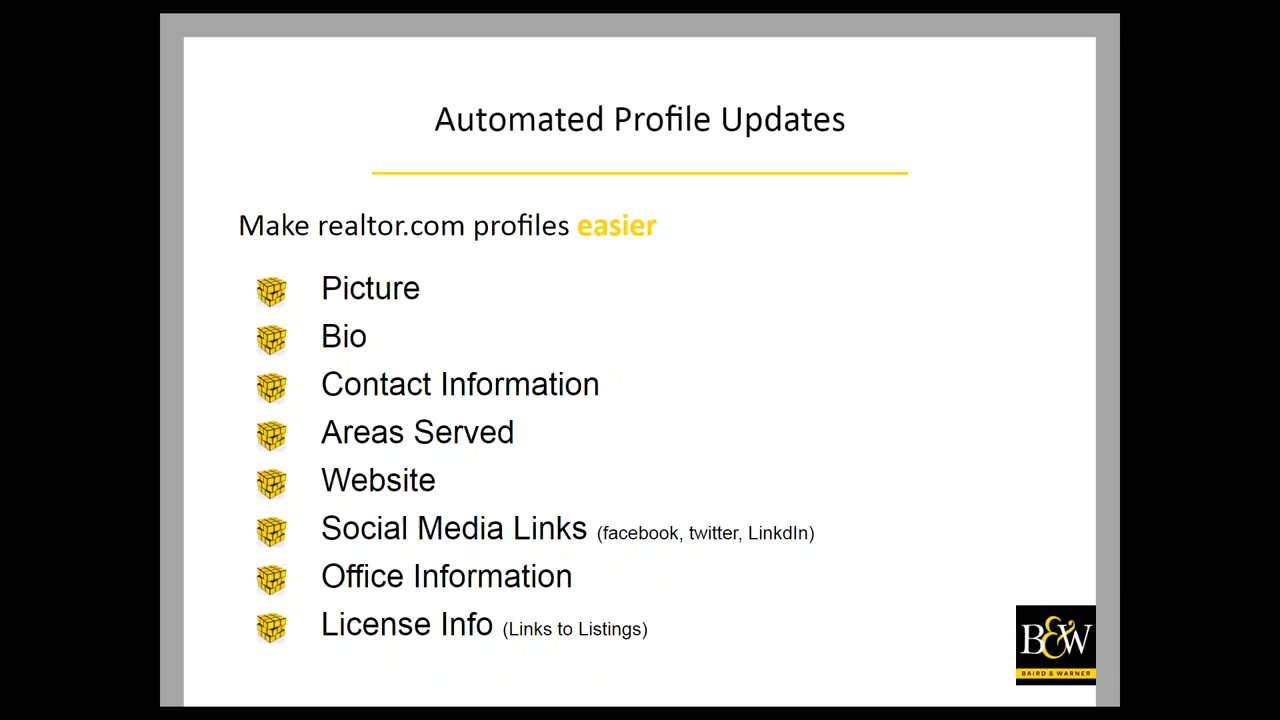 Automated Profile Updates
Make realtor.com profiles easier
Picture
Bio
Contact Information
Areas Served
Website
Social Media Links (facebook, twitter, LinkdIn)
Office Information
License Info (Links to Listings)
B&W
BAIRD & WARNER